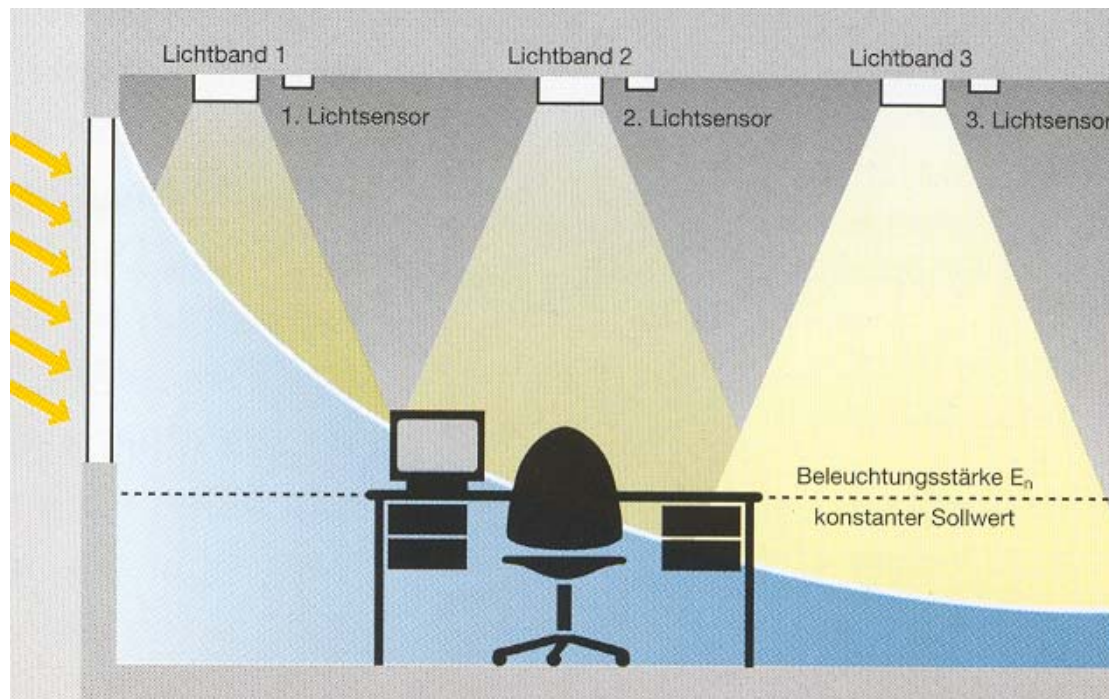 Lichtband 1
Lichtband 2
Lichtband 3
1. Lichtsensor
2. Lichtsensor
3. Lichtsensor
Beleuchtungsstärke Eₙ
konstanter Sollwert